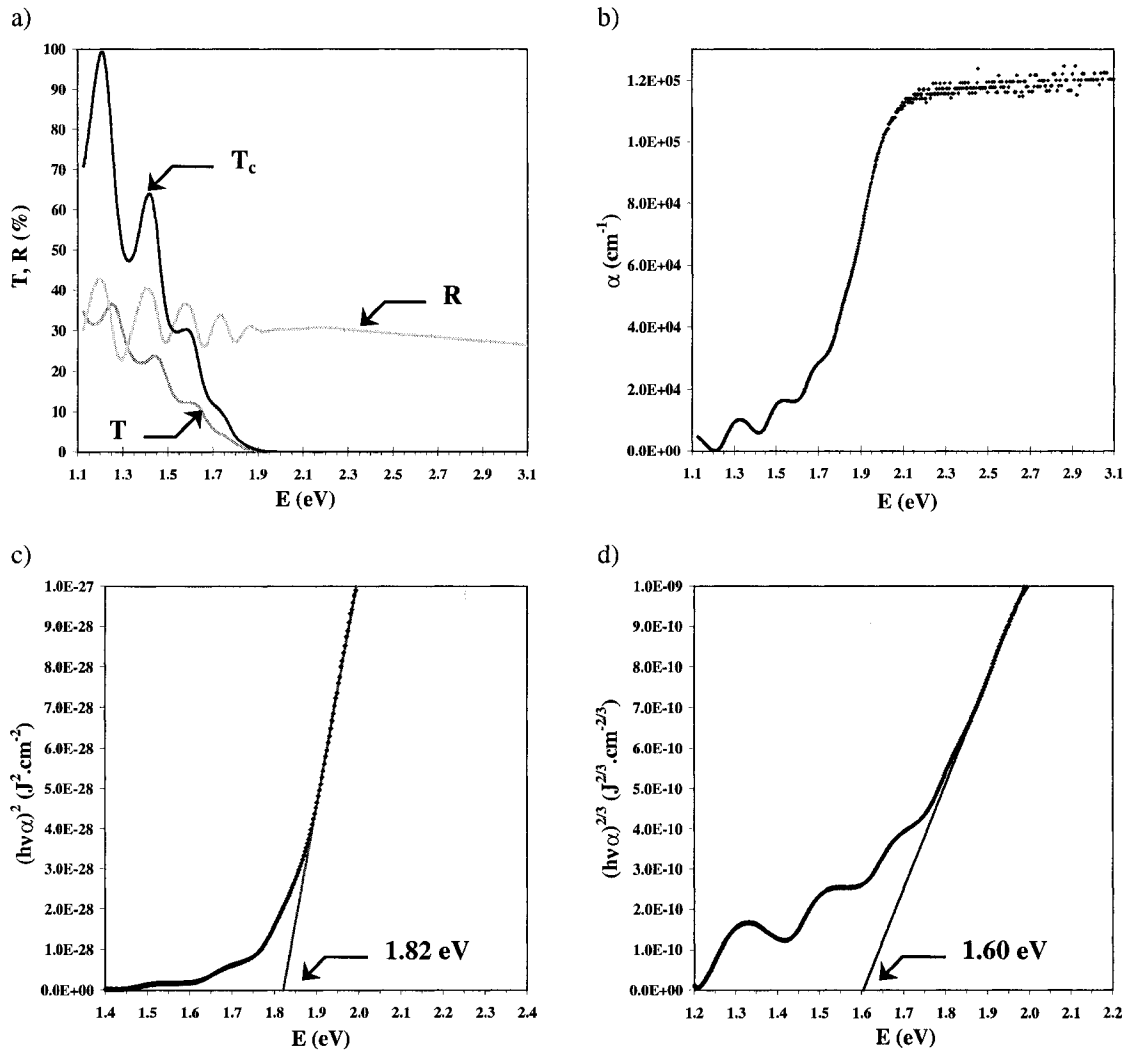 a)
100
90
80
70
60
50
40
30
20
10
0
T, R (%)
T_c
R
T
1.1 1.3 1.5 1.7 1.9 2.1 2.3 2.5 2.7 2.9 3.1
E (eV)
b)
1.2E+05
1.0E+05
8.0E+04
6.0E+04
4.0E+04
2.0E+04
0.0E+00
α (cm⁻¹)
1.1 1.3 1.5 1.7 1.9 2.1 2.3 2.5 2.7 2.9 3.1
E (eV)
c)
1.0E-27
9.0E-28
8.0E-28
7.0E-28
6.0E-28
5.0E-28
4.0E-28
3.0E-28
2.0E-28
1.0E-28
0.0E+00
(hνα)² (J².cm⁻²)
1.82 eV
1.4 1.5 1.6 1.7 1.8 1.9 2.0 2.1 2.2 2.3 2.4
E (eV)
d)
1.0E-09
9.0E-10
8.0E-10
7.0E-10
6.0E-10
5.0E-10
4.0E-10
3.0E-10
2.0E-10
1.0E-10
0.0E+00
(hνα)^2/3 (J^2/3.cm^-2/3)
1.60 eV
1.2 1.3 1.4 1.5 1.6 1.7 1.8 1.9 2.0 2.1 2.2
E (eV)